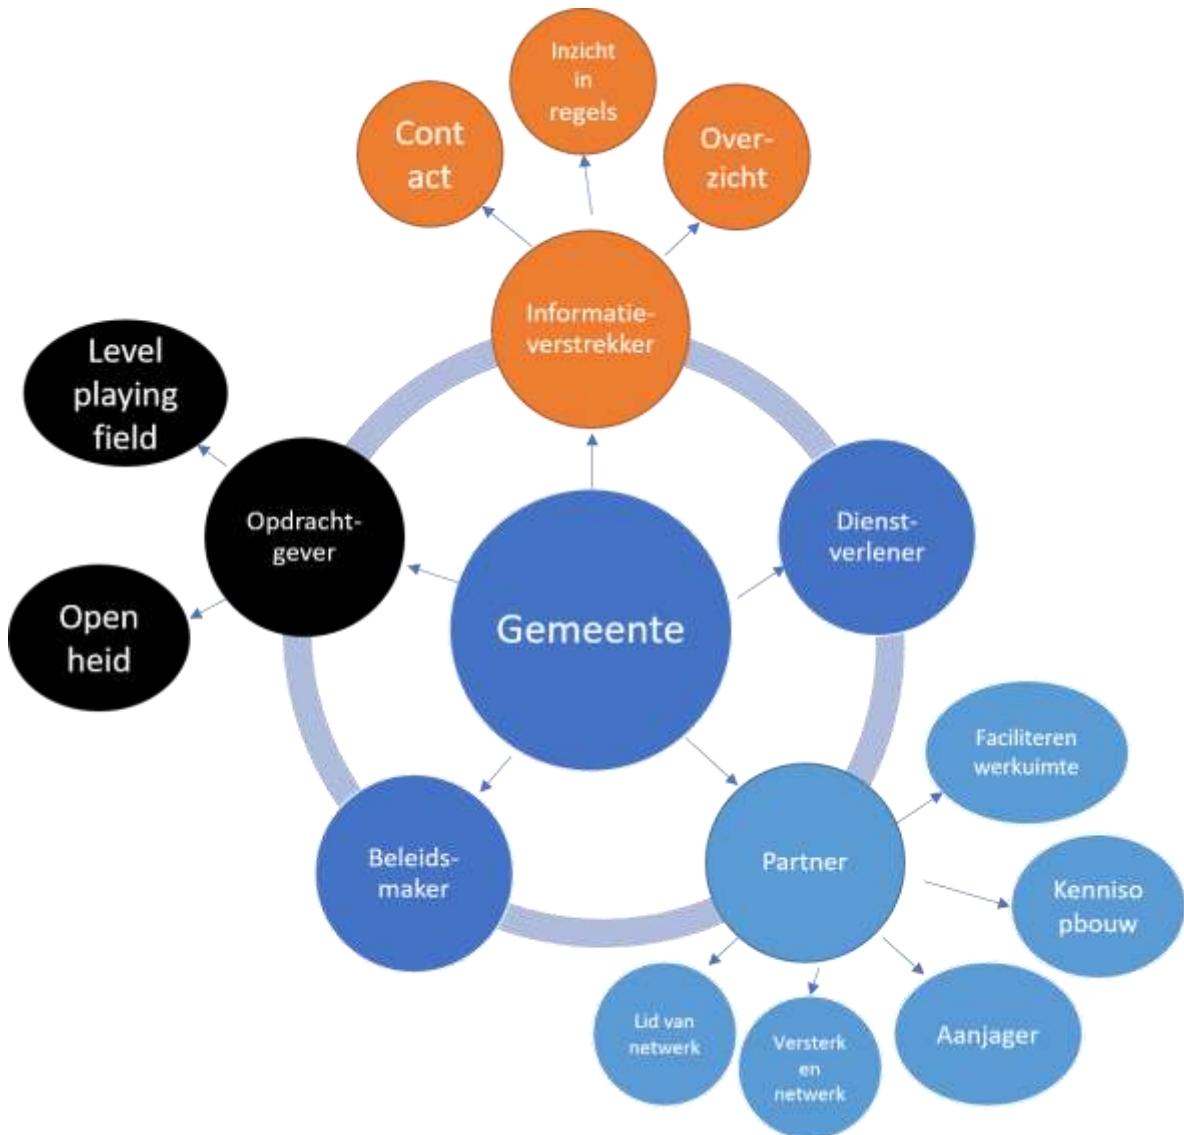 Inzicht
in
regels
Cont
act
Over-
zicht
Informatie-
verstrekker
Level
playing
field
Opdracht-
gever
Dienst-
verlener
Open
heid
Gemeente
Faciliteren
werkuimte
Beleids-
maker
Partner
Kenniso
pbouw
Lid van
netwerk
Versterk
en
netwerk
Aanjager